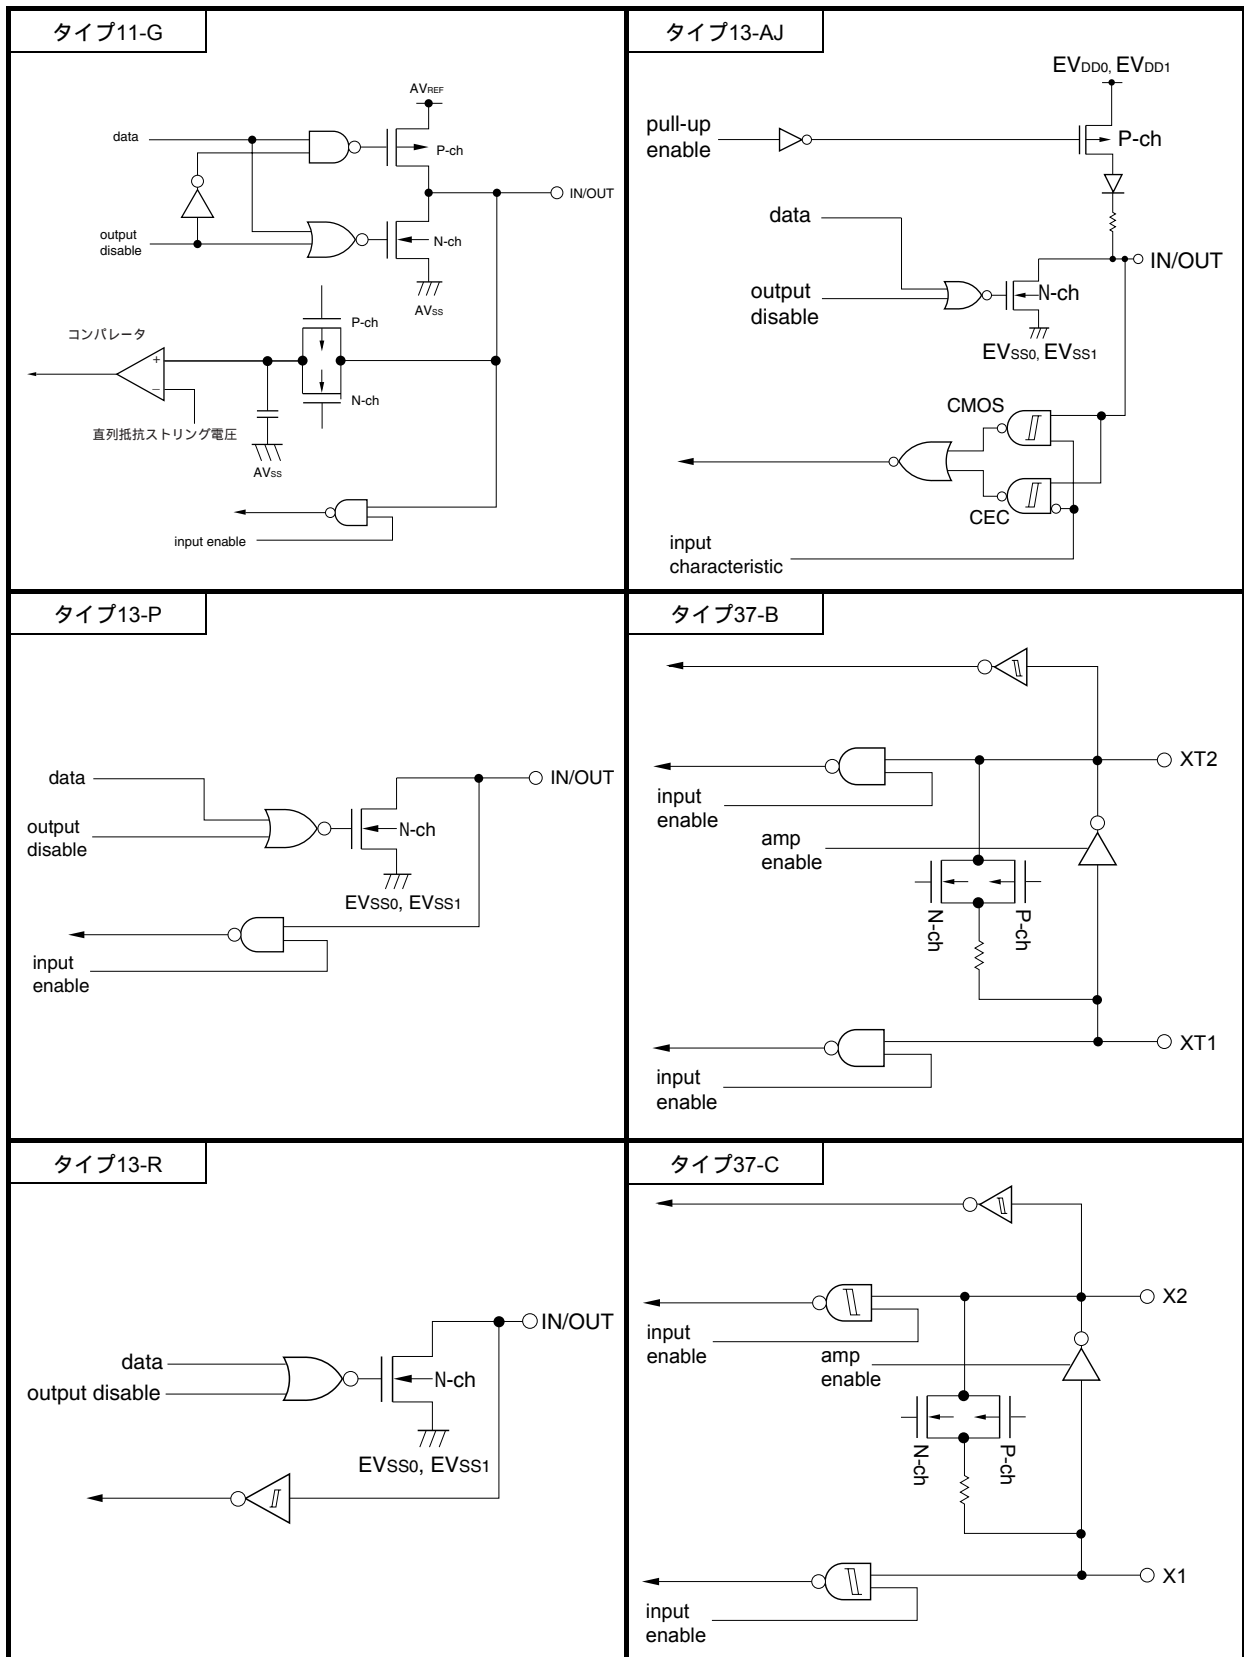 タイプ11-G
AVREF
data
P-ch
IN/OUT
output
disable
N-ch
AVSS
P-ch
コンパレータ
+
−
N-ch
直列抵抗ストリング電圧
AVSS
input enable
タイプ13-AJ
EVDD0, EVDD1
pull-up
enable
P-ch
data
IN/OUT
output
disable
N-ch
EVSS0, EVSS1
CMOS
CEC
input
characteristic
タイプ13-P
data
IN/OUT
output
disable
N-ch
EVSS0, EVSS1
input
enable
タイプ37-B
XT2
input
enable
amp
enable
N-ch
P-ch
XT1
input
enable
タイプ13-R
IN/OUT
data
output disable
N-ch
EVSS0, EVSS1
タイプ37-C
X2
input
enable
amp
enable
N-ch
P-ch
X1
input
enable